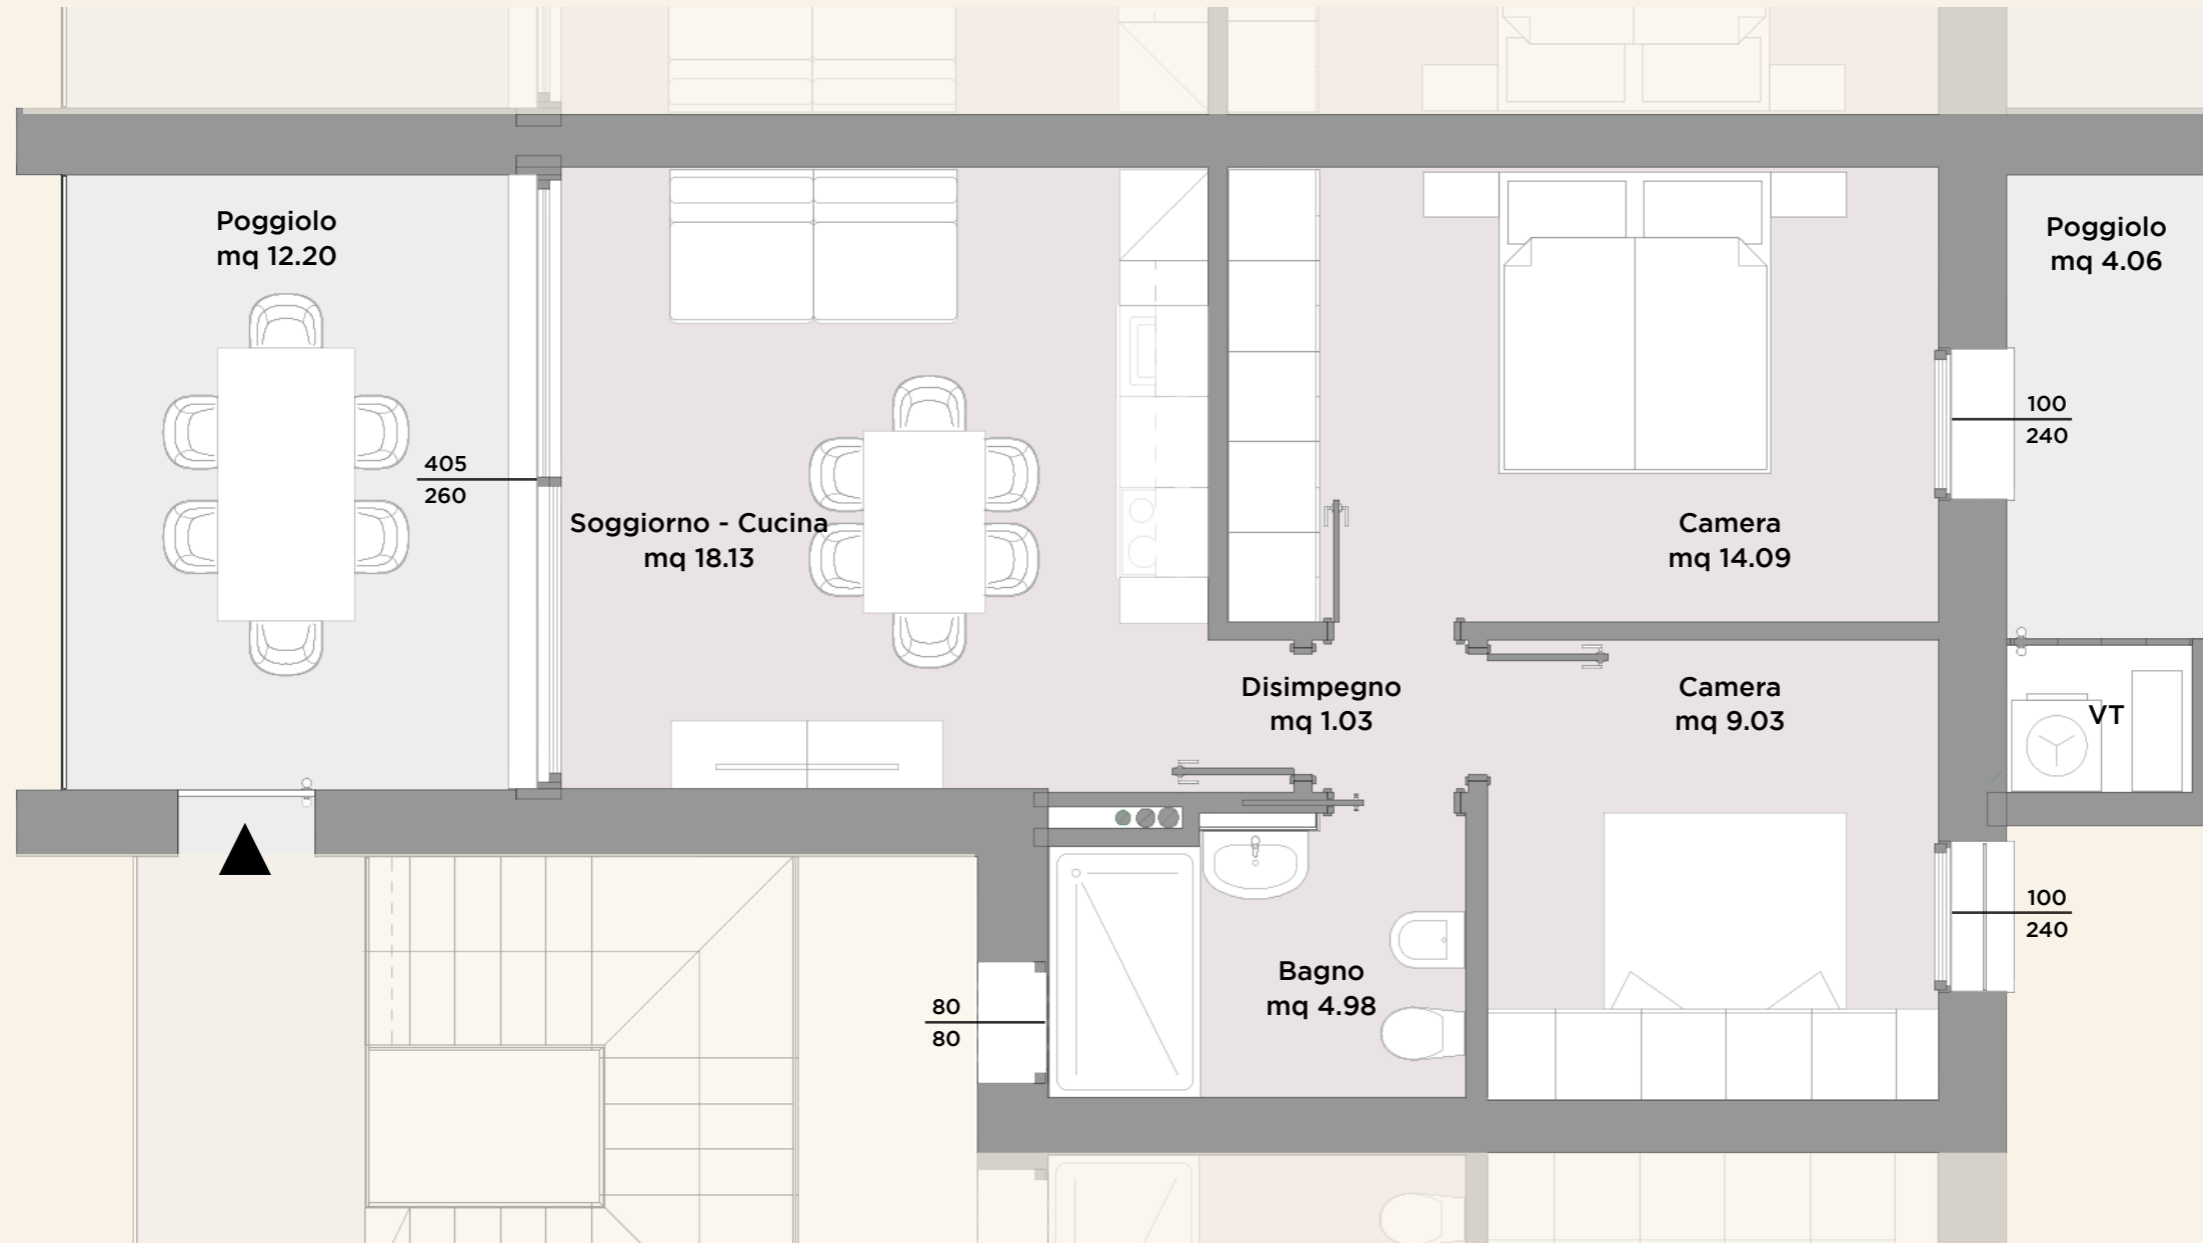 Poggiolo
mq 12.20
Poggiolo
mq 4.06
100
240
405
260
Soggiorno - Cucina
mq 18.13
Camera
mq 14.09
Disimpegno
mq 1.03
Camera
mq 9.03
VT
100
240
Bagno
mq 4.98
80
80